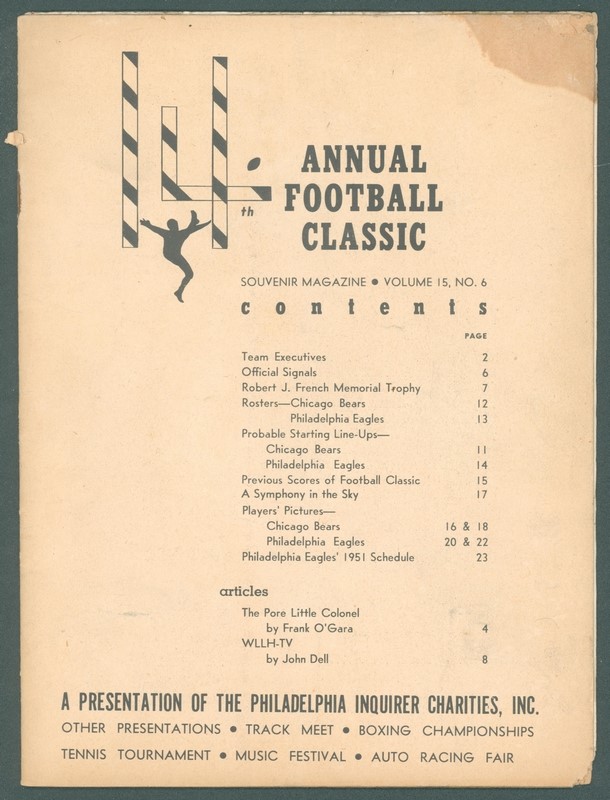 14th
ANNUAL
FOOTBALL
CLASSIC
SOUVENIR MAGAZINE ● VOLUME 15, NO. 6
contents
PAGE
Team Executives 2
Official Signals 6
Robert J. French Memorial Trophy 7
Rosters—Chicago Bears 12
Philadelphia Eagles 13
Probable Starting Line-Ups—
Chicago Bears 11
Philadelphia Eagles 14
Previous Scores of Football Classic 15
A Symphony in the Sky 17
Players' Pictures—
Chicago Bears 16 & 18
Philadelphia Eagles 20 & 22
Philadelphia Eagles' 1951 Schedule 23
articles
The Pore Little Colonel
by Frank O'Gara 4
WLLH-TV
by John Dell 8
A PRESENTATION OF THE PHILADELPHIA INQUIRER CHARITIES, INC.
OTHER PRESENTATIONS ● TRACK MEET ● BOXING CHAMPIONSHIPS
TENNIS TOURNAMENT ● MUSIC FESTIVAL ● AUTO RACING FAIR